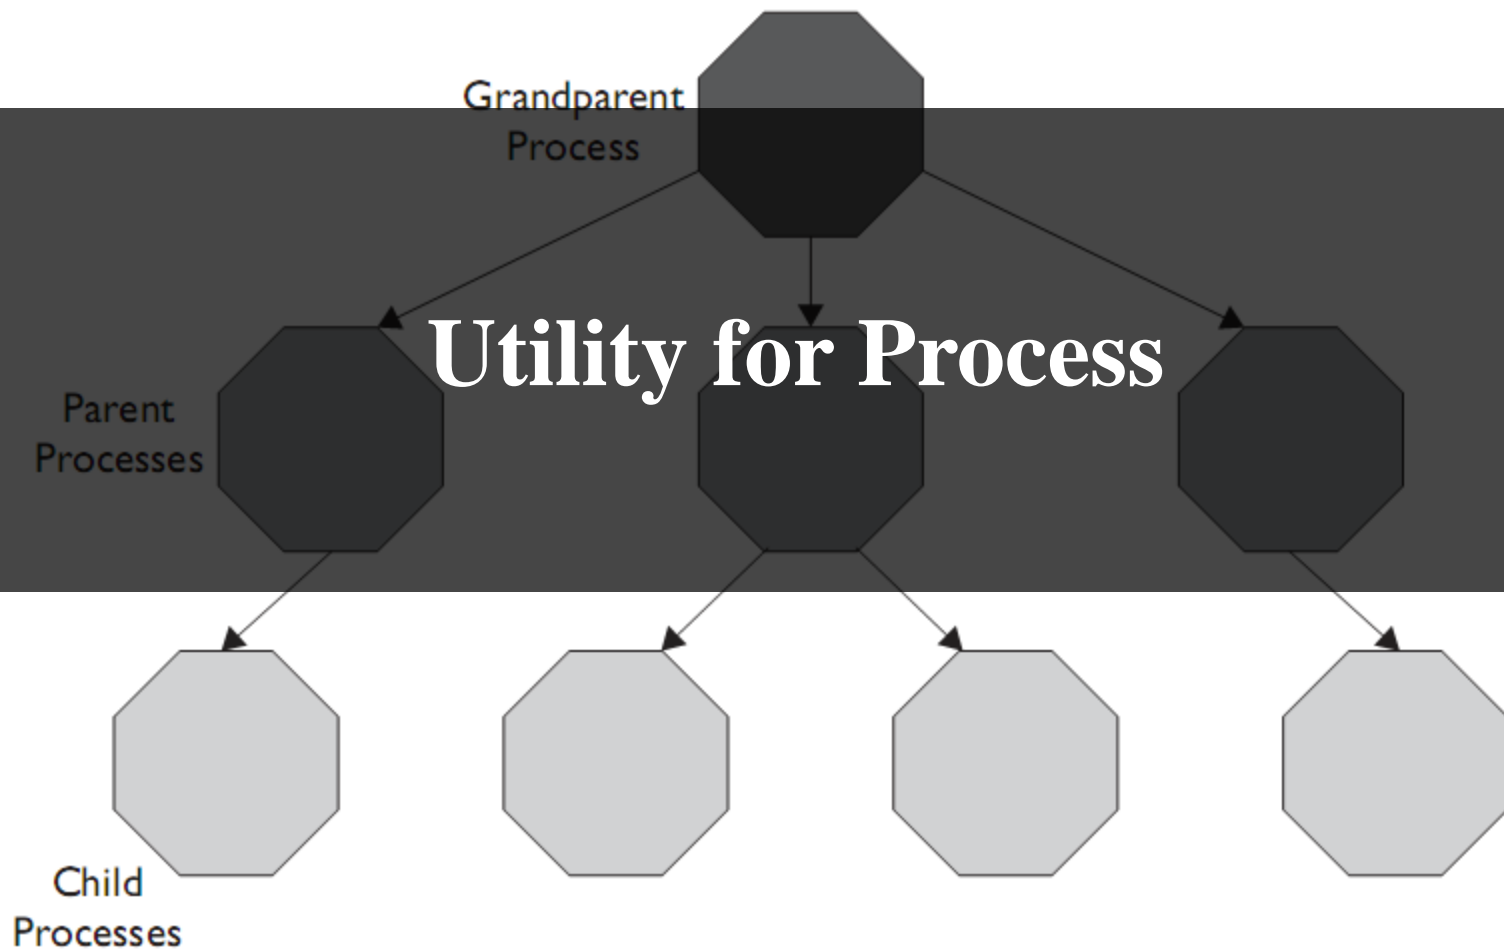 Grandparent
Process
Utility for Process
Parent
Processes
Child
Processes